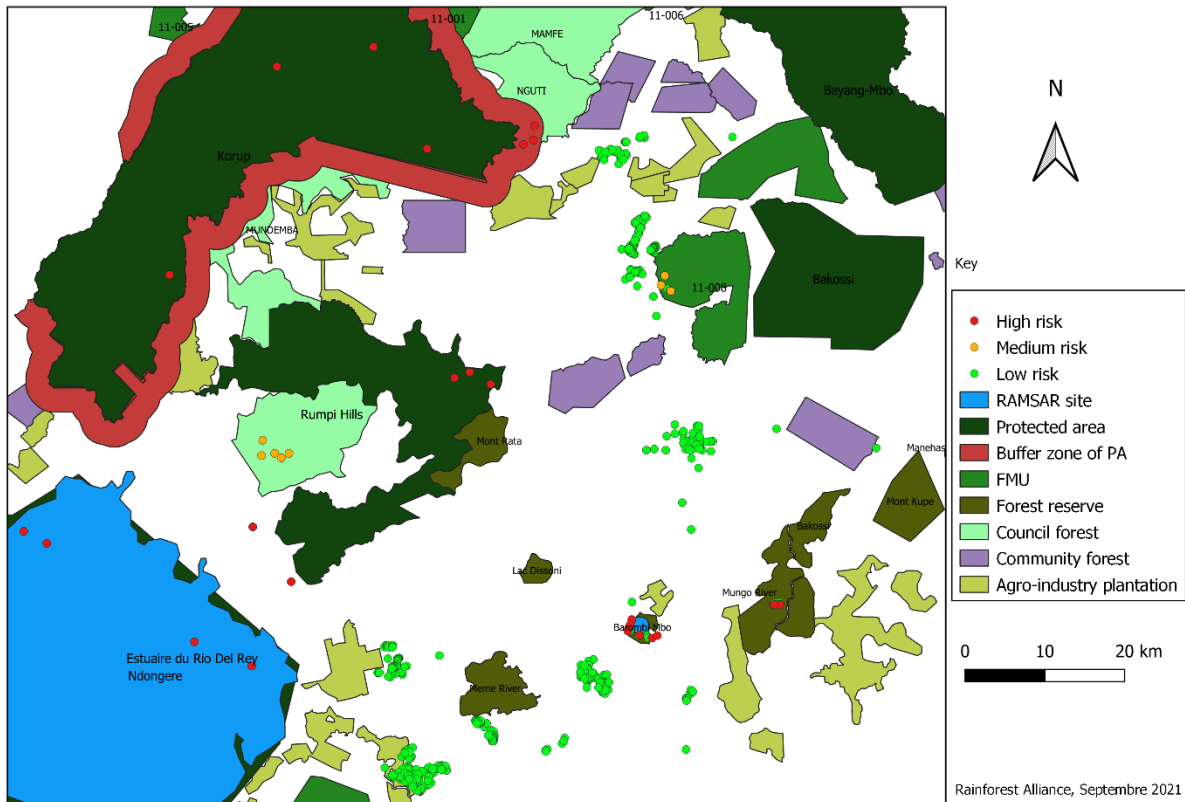 11-005
11-001
11-006
MAMFE
NGUTI
Bayang-Mbo
Korup
MUNDEMBA
11-008
Bakossi
Rumpi Hills
Mont Rata
Manehas
Mont Kupe
Bakossi
Lac Dissoni
Mungo River
Barombi Mbo
Estuaire du Rio Del Rey
Ndongere
Meme River
N
Key
High risk
Medium risk
Low risk
RAMSAR site
Protected area
Buffer zone of PA
FMU
Forest reserve
Council forest
Community forest
Agro-industry plantation
0 10 20 km
Rainforest Alliance, Septembre 2021